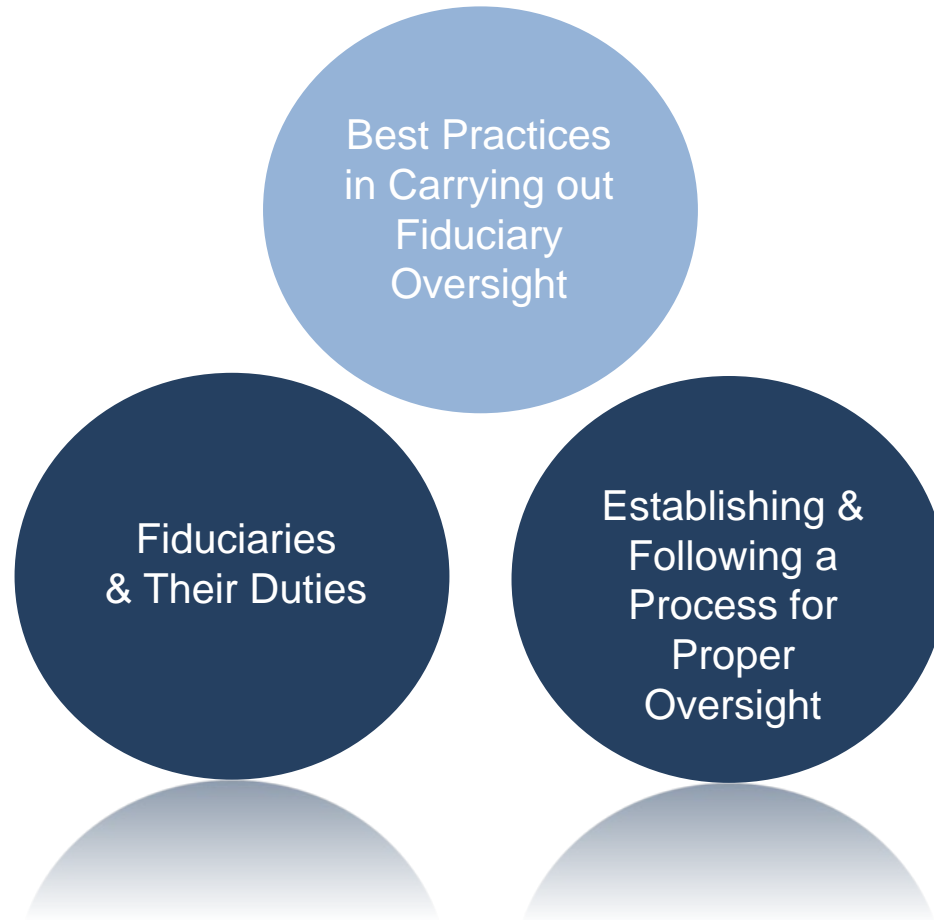 Best Practices
in Carrying out
Fiduciary
Oversight
Fiduciaries
& Their Duties
Establishing &
Following a
Process for
Proper
Oversight